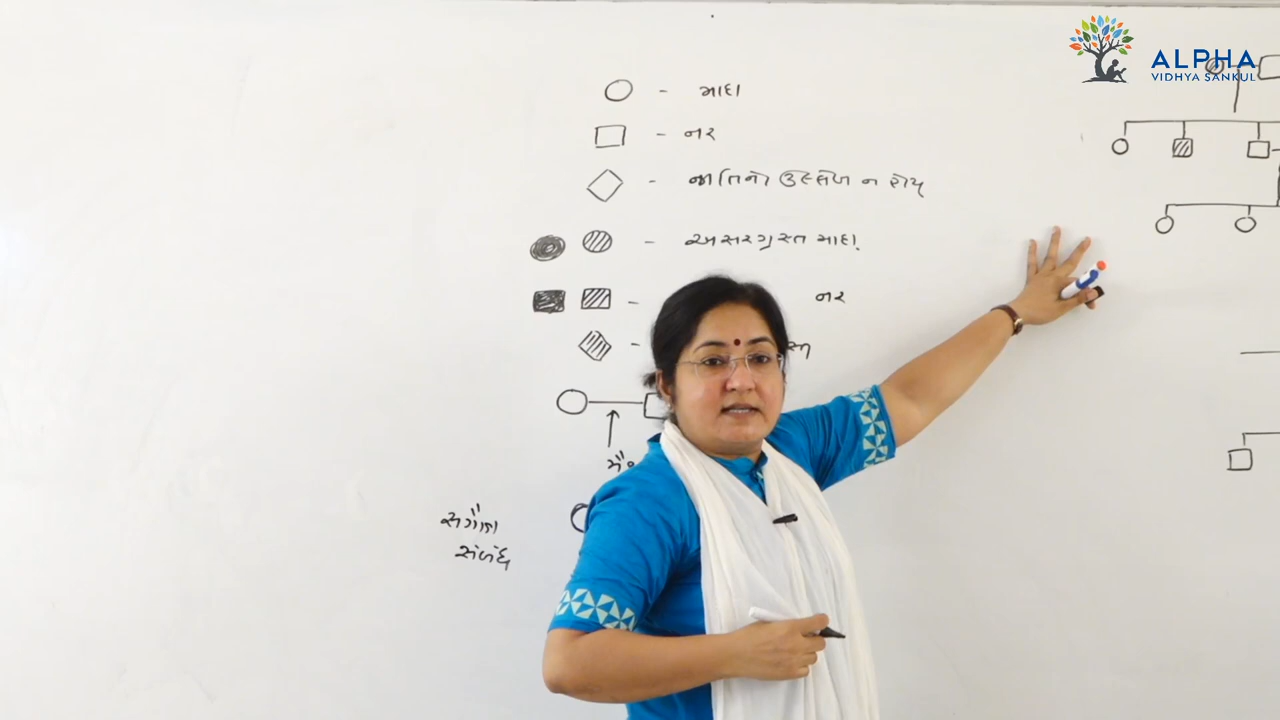 ALPHA
VIDHYA SANKUL
- માદા
- નર
- જાતિનો ઉલ્લેખ ન હોય
- અસરગ્રસ્ત માદા
- નર
-
સગોત્ર
સંબંધ